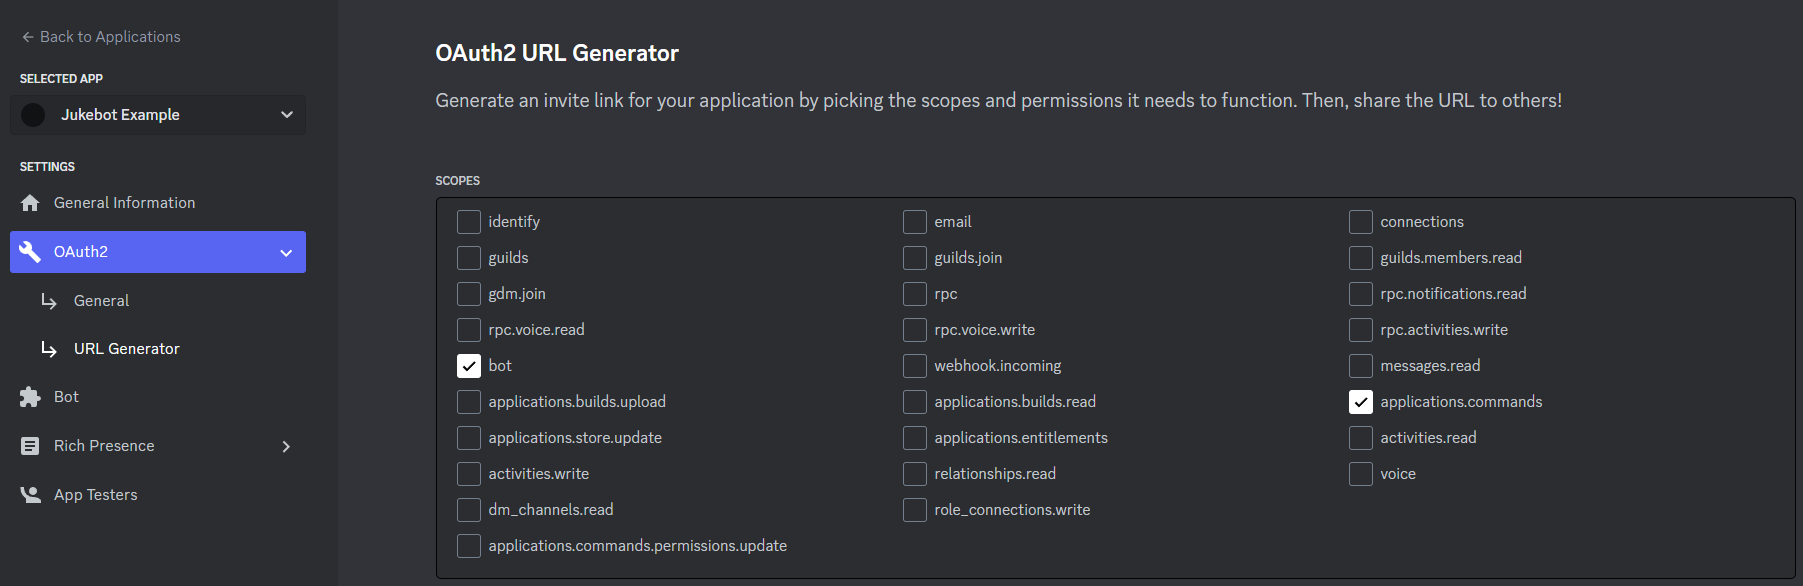 Back to Applications
SELECTED APP
Jukebot Example
SETTINGS
General Information
OAuth2
General
URL Generator
Bot
Rich Presence
App Testers
OAuth2 URL Generator
Generate an invite link for your application by picking the scopes and permissions it needs to function. Then, share the URL to others!
SCOPES
identify email connections
guilds guilds.join guilds.members.read
gdm.join rpc rpc.notifications.read
rpc.voice.read rpc.voice.write rpc.activities.write
bot webhook.incoming messages.read
applications.builds.upload applications.builds.read applications.commands
applications.store.update applications.entitlements activities.read
activities.write relationships.read voice
dm_channels.read role_connections.write
applications.commands.permissions.update